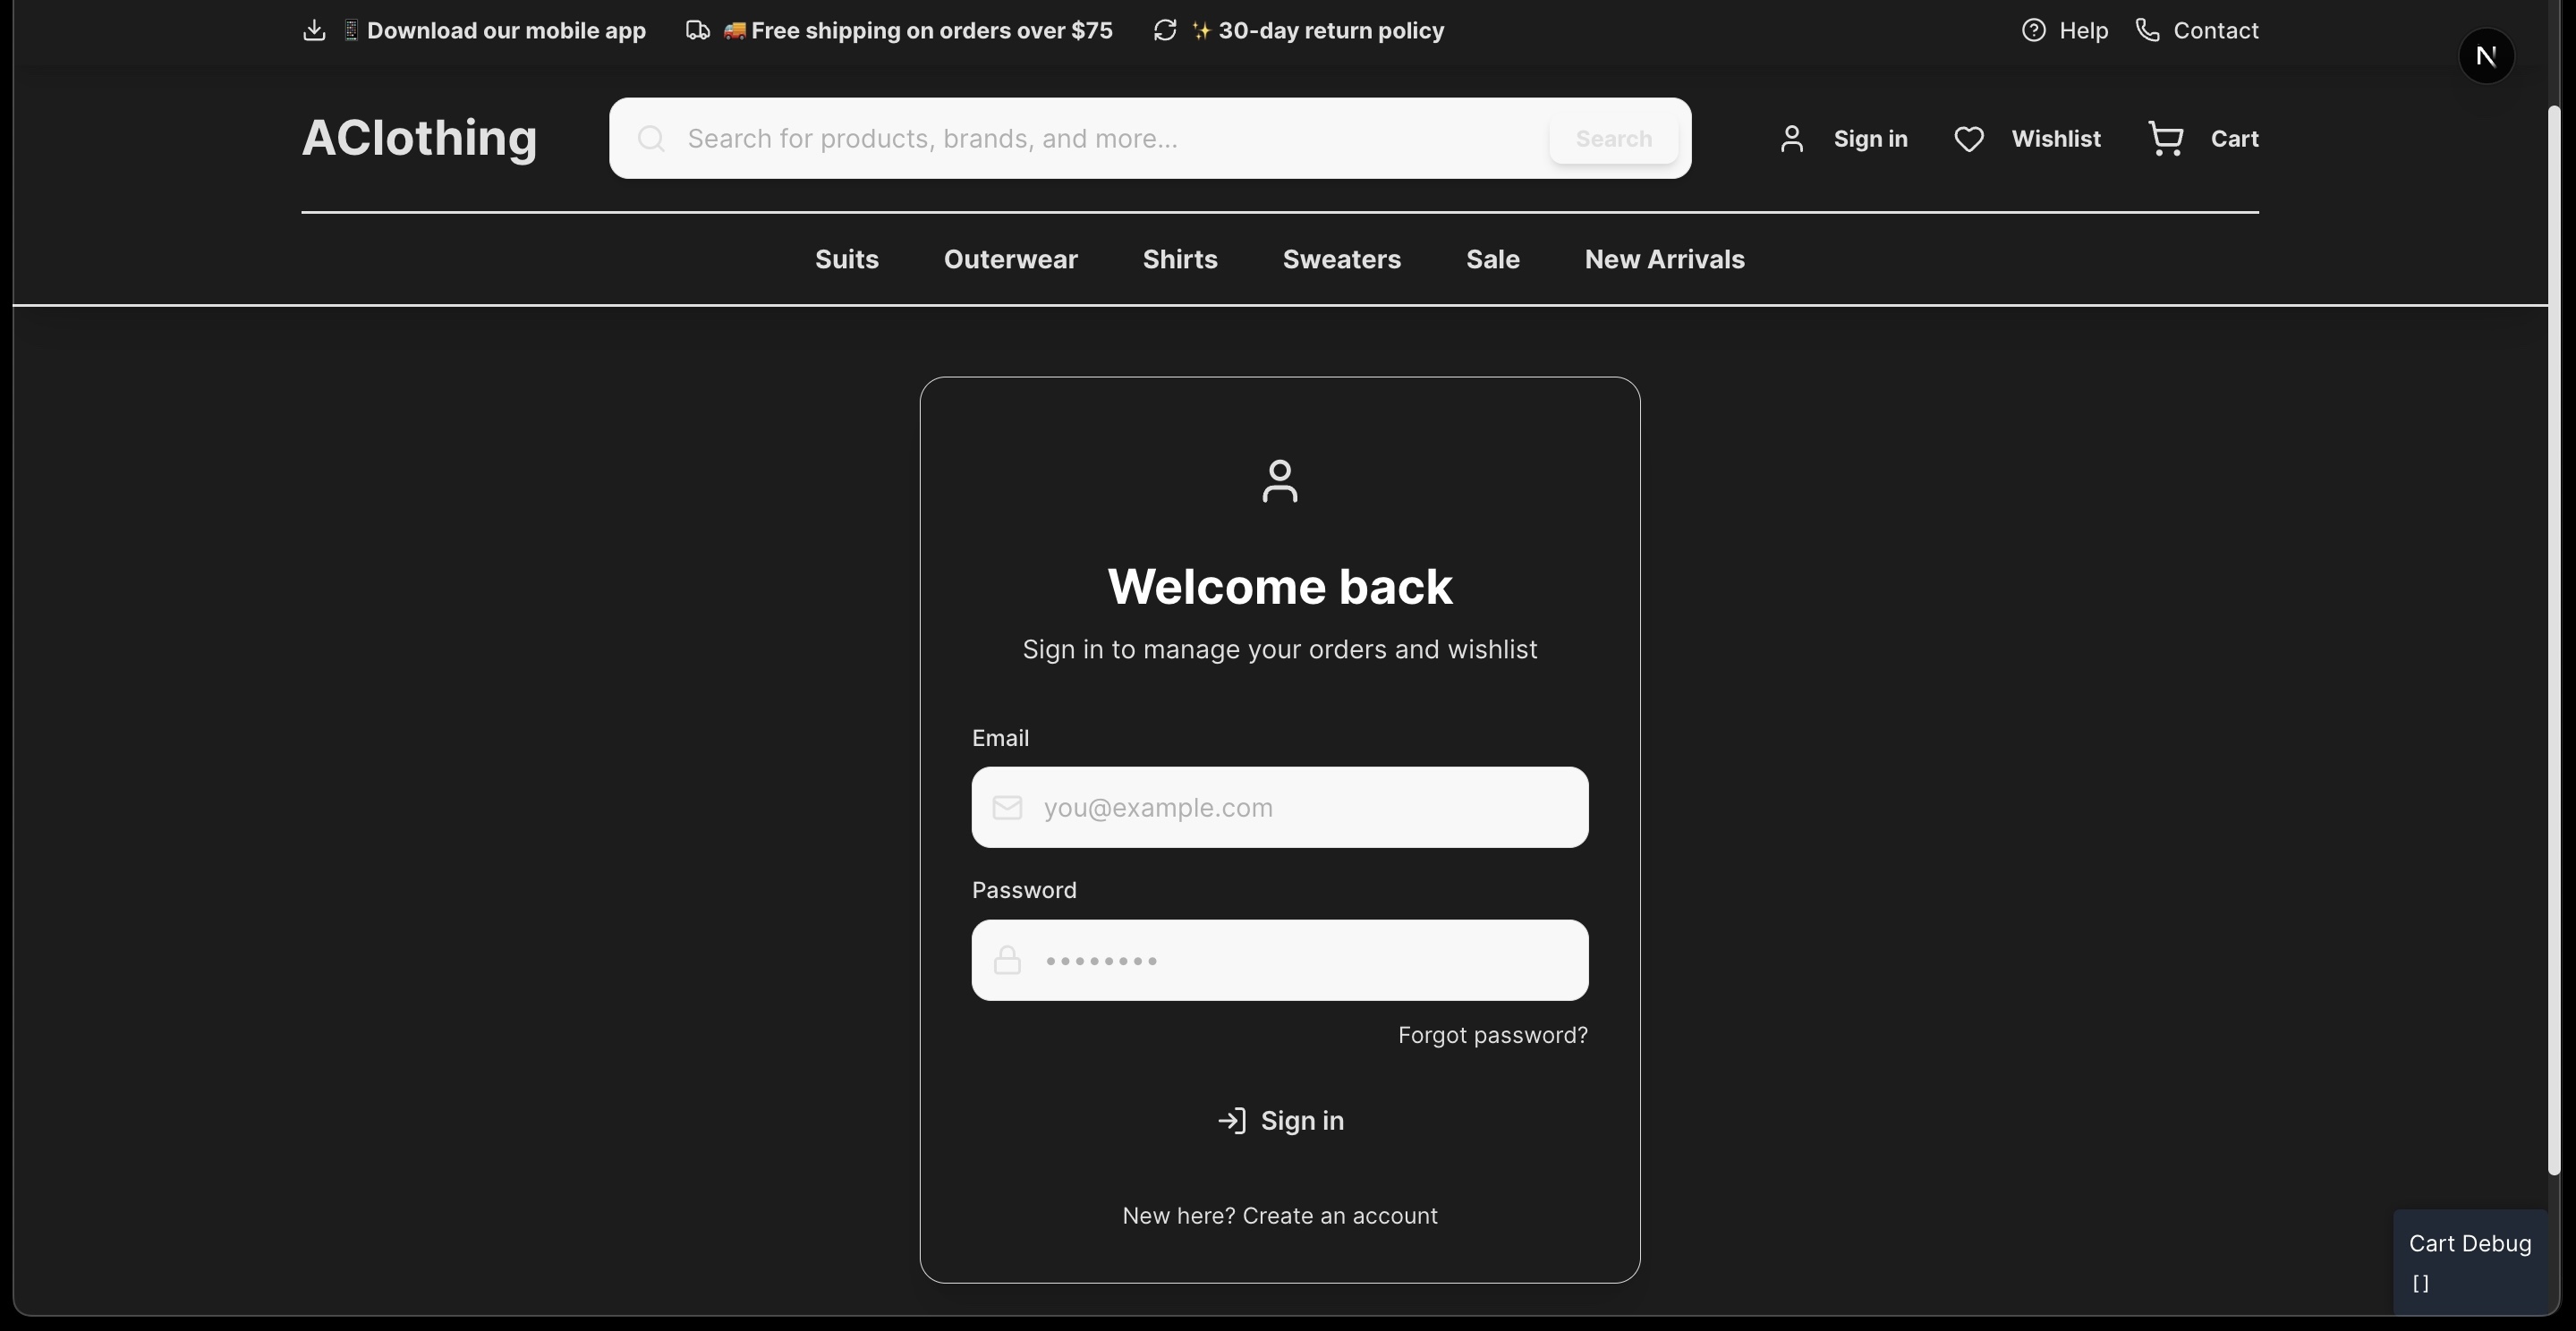 📱 Download our mobile app 🚚 Free shipping on orders over $75 ✨ 30-day return policy Help Contact
N
AClothing Search for products, brands, and more... Search Sign in Wishlist Cart
Suits Outerwear Shirts Sweaters Sale New Arrivals
Welcome back
Sign in to manage your orders and wishlist
Email
you@example.com
Password
••••••••
Forgot password?
Sign in
New here? Create an account
Cart Debug
[]